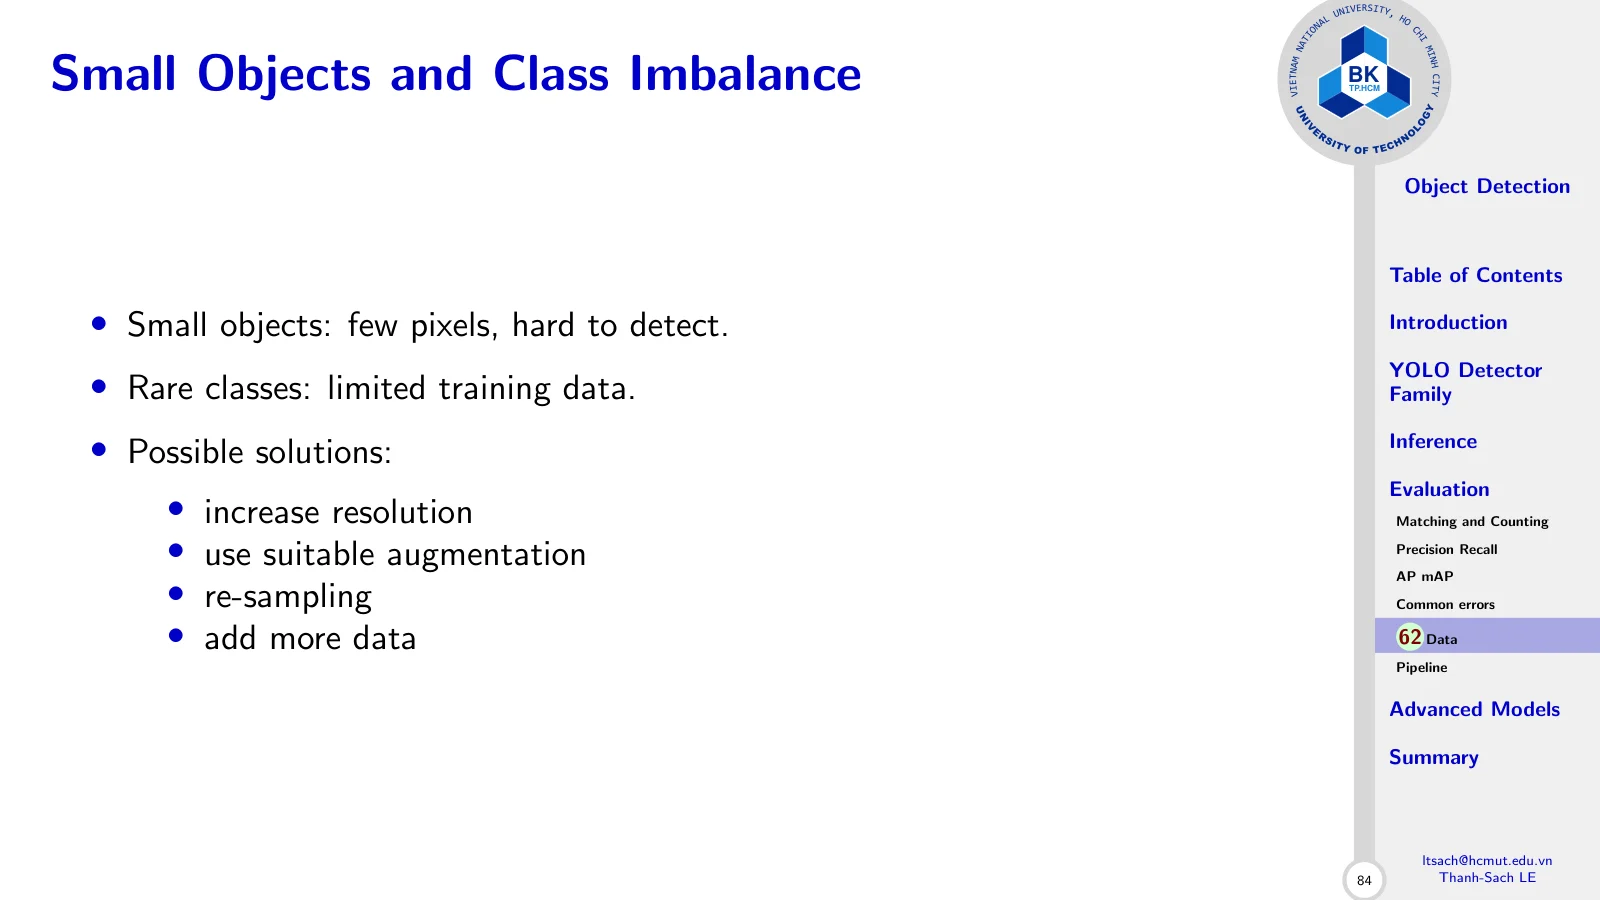 Small Objects and Class Imbalance
• Small objects: few pixels, hard to detect.
• Rare classes: limited training data.
• Possible solutions:
• increase resolution
• use suitable augmentation
• re-sampling
• add more data
VIETNAM NATIONAL UNIVERSITY, HO CHI MINH CITY
BK
TP.HCM
UNIVERSITY OF TECHNOLOGY
Object Detection
Table of Contents
Introduction
YOLO Detector
Family
Inference
Evaluation
Matching and Counting
Precision Recall
AP mAP
Common errors
62 Data
Pipeline
Advanced Models
Summary
ltsach@hcmut.edu.vn
Thanh-Sach LE
84